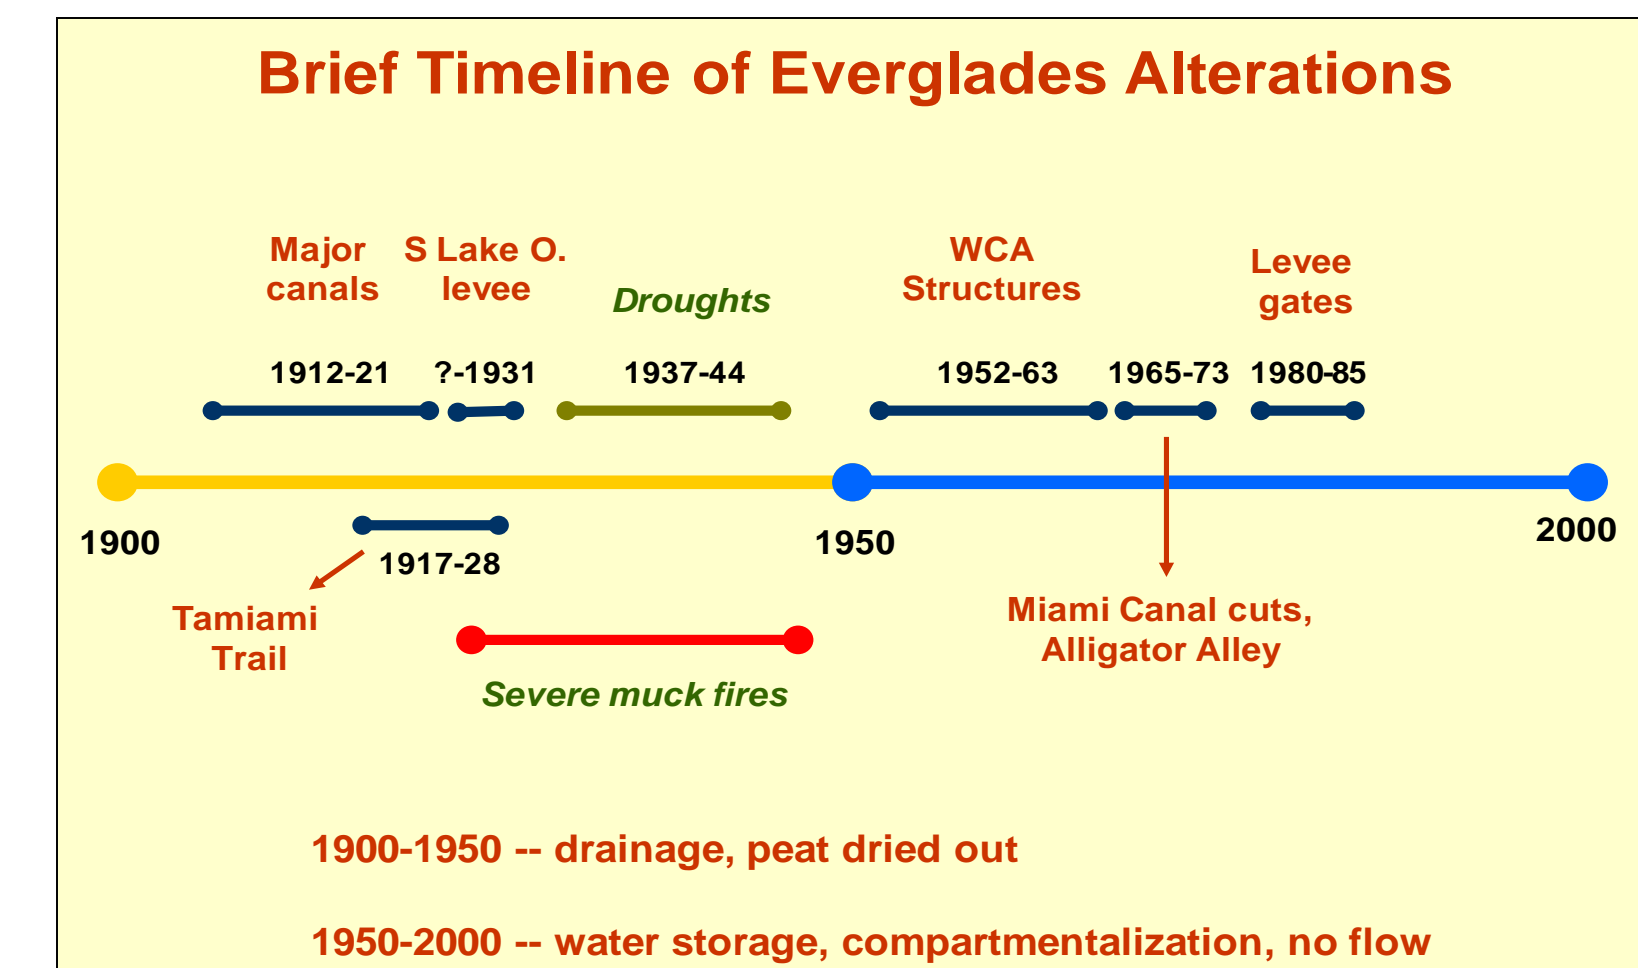 Brief Timeline of Everglades Alterations
Major
canals
S Lake O.
levee
Droughts
WCA
Structures
Levee
gates
1912-21
?-1931
1937-44
1952-63
1965-73
1980-85
1900
1950
2000
1917-28
Tamiami
Trail
Miami Canal cuts,
Alligator Alley
Severe muck fires
1900-1950 -- drainage, peat dried out
1950-2000 -- water storage, compartmentalization, no flow